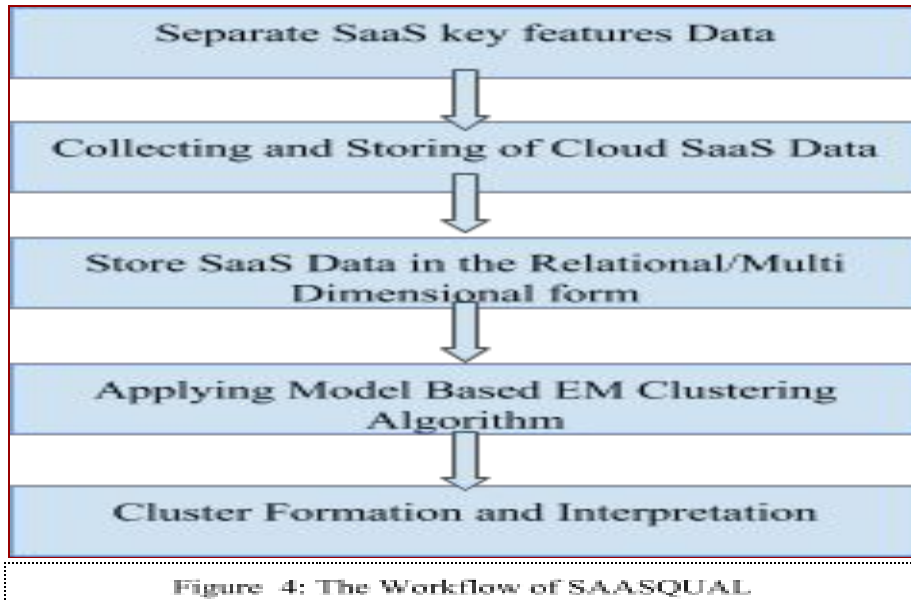 Separate SaaS key features Data
Collecting and Storing of Cloud SaaS Data
Store SaaS Data in the Relational/Multi
Dimensional form
Applying Model Based EM Clustering
Algorithm
Cluster Formation and Interpretation
Figure 4: The Workflow of SAASQUAL